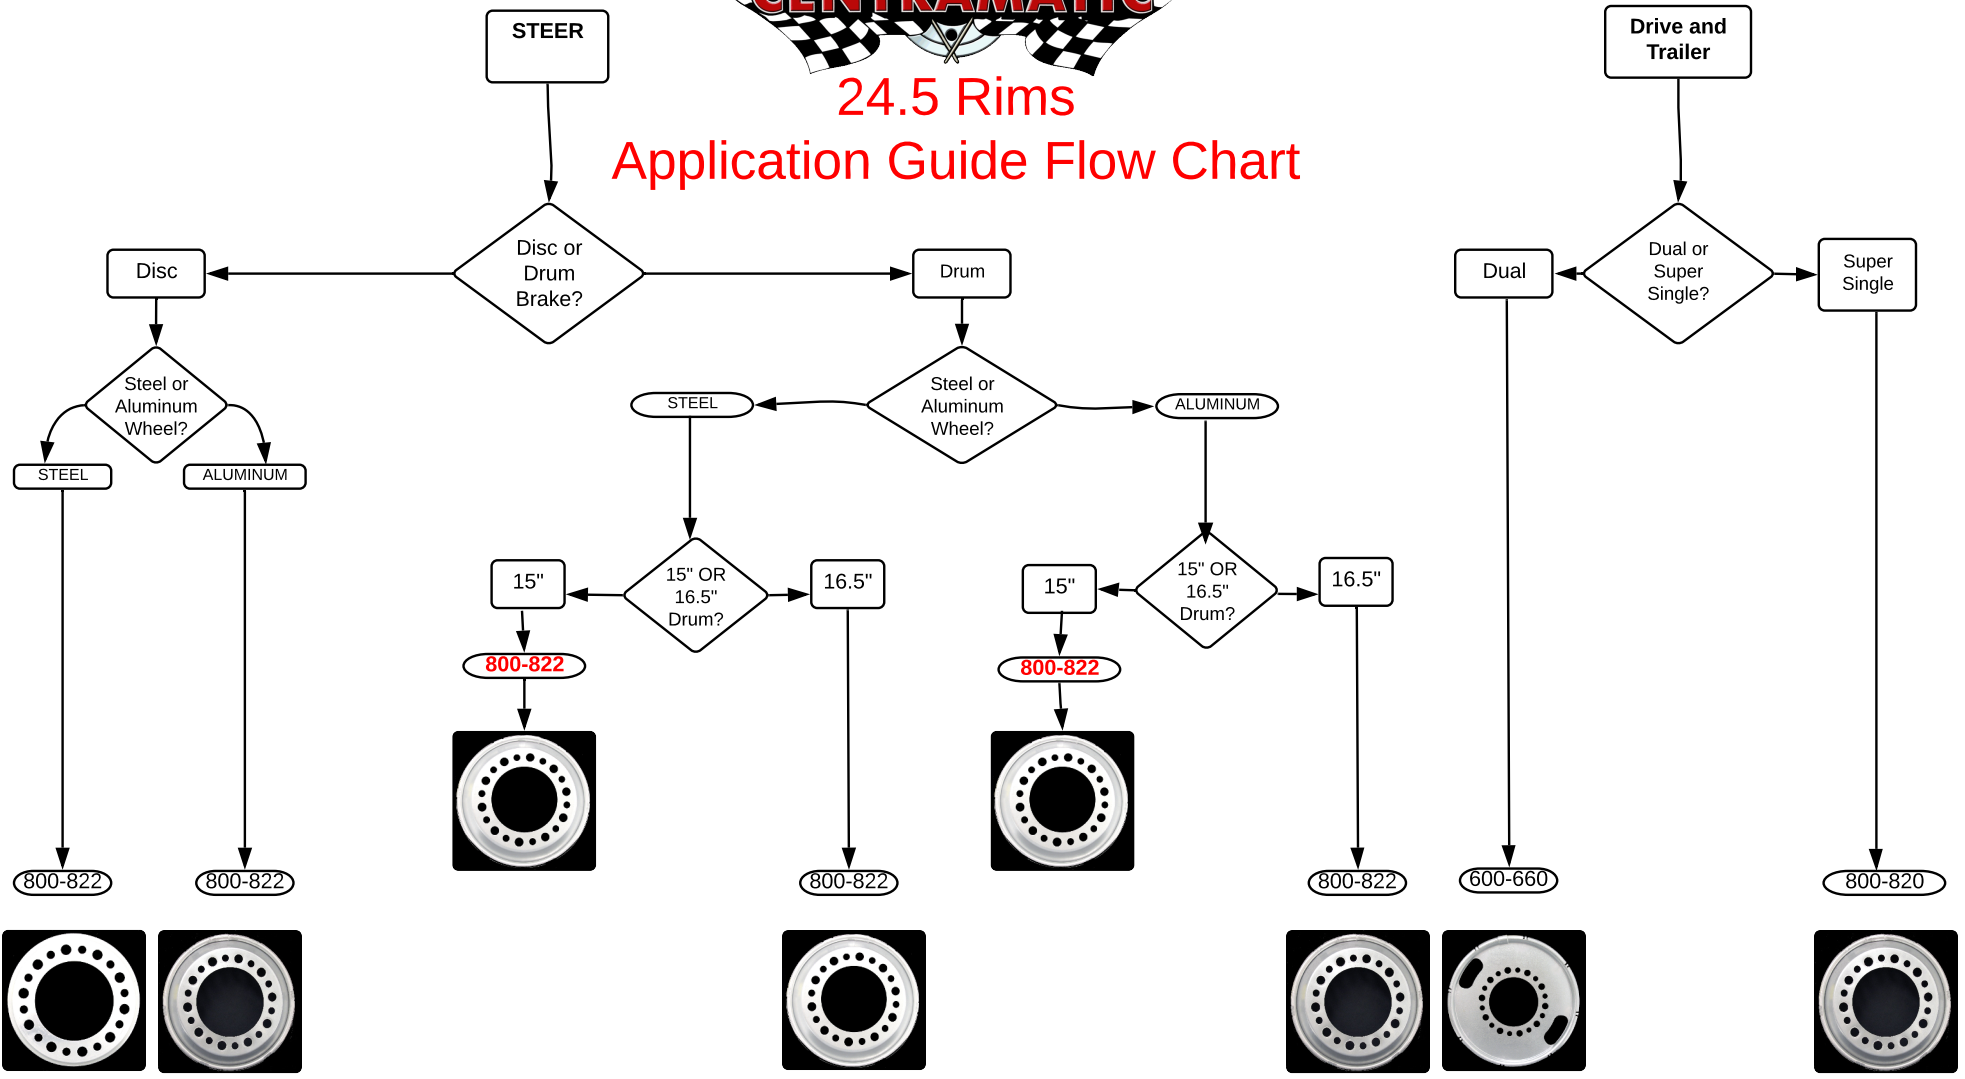 CENTRAMATIC
24.5 Rims
Application Guide Flow Chart
STEER
Drive and
Trailer
Disc or
Drum
Brake?
Disc
Drum
Dual
Dual or
Super
Single?
Super
Single
Steel or
Aluminum
Wheel?
STEEL
ALUMINUM
STEEL
Steel or
Aluminum
Wheel?
ALUMINUM
15"
15" OR
16.5"
Drum?
16.5"
15"
15" OR
16.5"
Drum?
16.5"
800-822
800-822
800-822
800-822
800-822
800-822
600-660
800-820